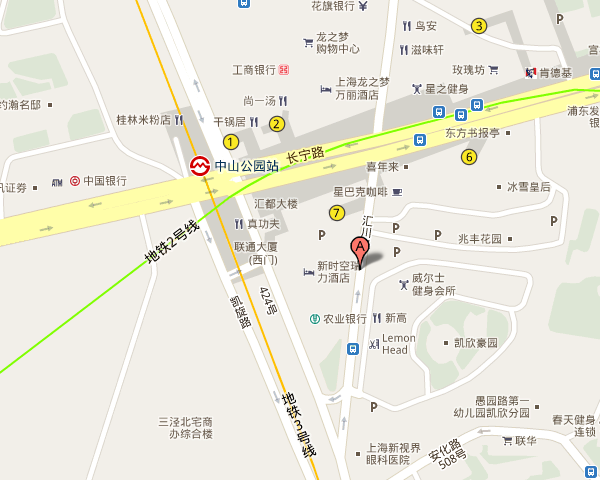 花旗银行
鸟安
3
P
龙之梦
购物中心
滋味轩
宫
工商银行
玫瑰坊
肯德基
上海龙之梦
万丽酒店
星之健身
约瀚名邸
尚一汤
浦东发
桂林米粉店
干锅居
2
东方书报亭
1
长宁路
6
中山公园站
喜年来
讯证券
ATM
中国银行
星巴克咖啡
冰雪皇后
汇都大楼
7
汇川
P
真功夫
P
P
P
兆丰花园
地铁2号线
联通大厦
(西门)
A
P
新时空瑞
力酒店
威尔士
健身会所
424号
凯旋路
农业银行
新高
Lemon
Head
凯欣豪园
地铁3号线
P
愚园路第一
幼儿园凯欣分园
三泾北宅商
办综合楼
春天健身
连锁
联华
安化路
508号
上海新视界
眼科医院